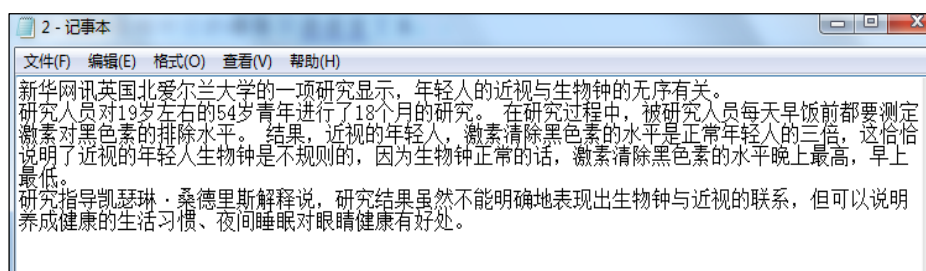 2 - 记事本
文件(F) 编辑(E) 格式(O) 查看(V) 帮助(H)
新华网讯英国北爱尔兰大学的一项研究显示，年轻人的近视与生物钟的无序有关。
研究人员对19岁左右的54岁青年进行了18个月的研究。 在研究过程中，被研究人员每天早饭前都要测定
激素对黑色素的排除水平。 结果，近视的年轻人，激素清除黑色素的水平是正常年轻人的三倍，这恰恰
说明了近视的年轻人生物钟是不规则的，因为生物钟正常的话，激素清除黑色素的水平晚上最高，早上
最低。
研究指导凯瑟琳·桑德里斯解释说，研究结果虽然不能明确地表现出生物钟与近视的联系，但可以说明
养成健康的生活习惯、夜间睡眠对眼睛健康有好处。